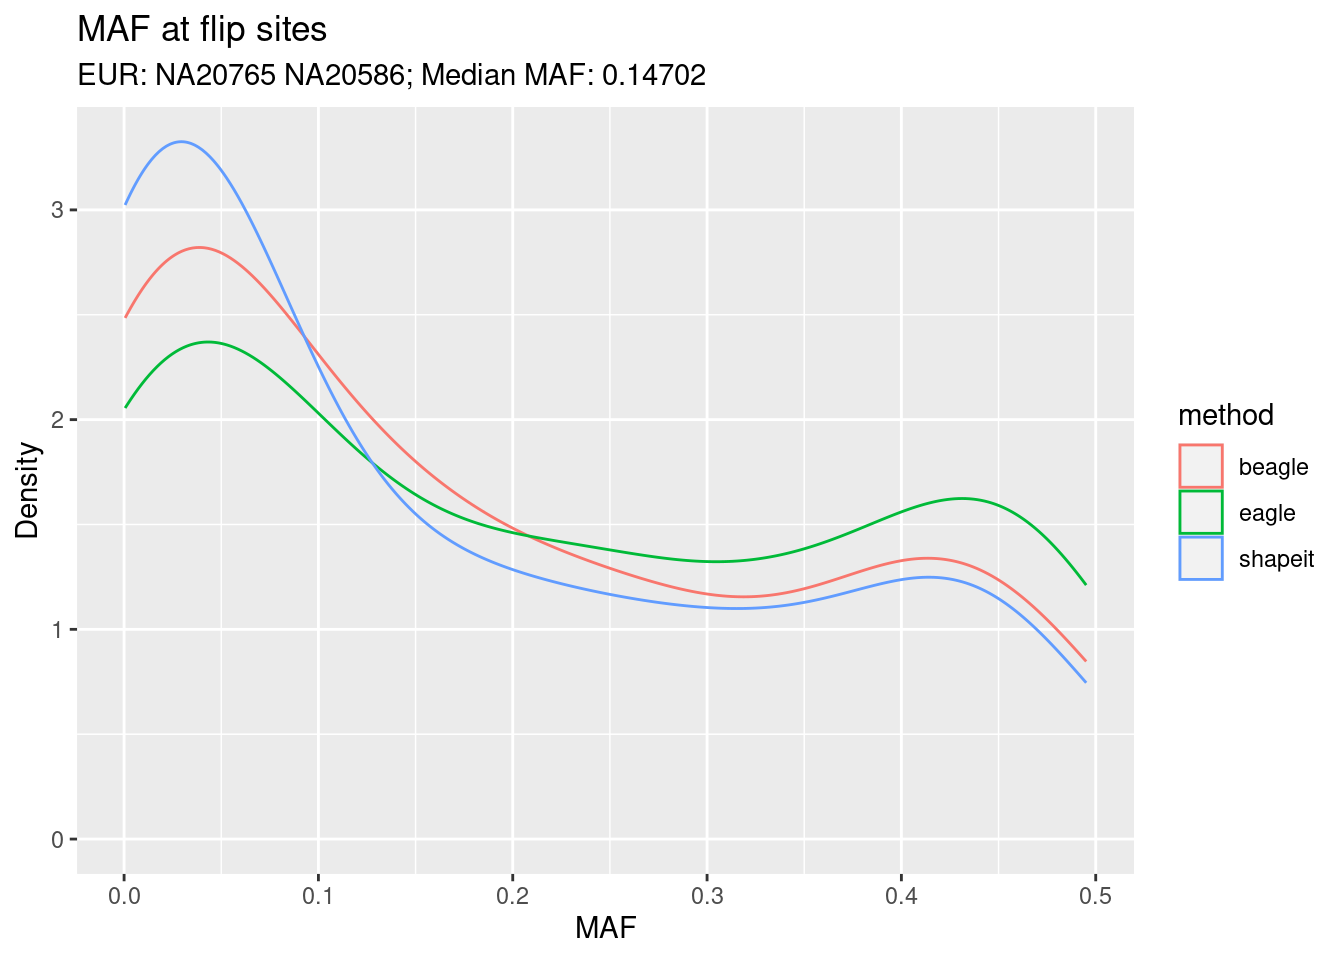 MAF at flip sites
EUR: NA20765 NA20586; Median MAF: 0.14702
3
2
1
0
Density
0.0 0.1 0.2 0.3 0.4 0.5
MAF
method
beagle
eagle
shapeit